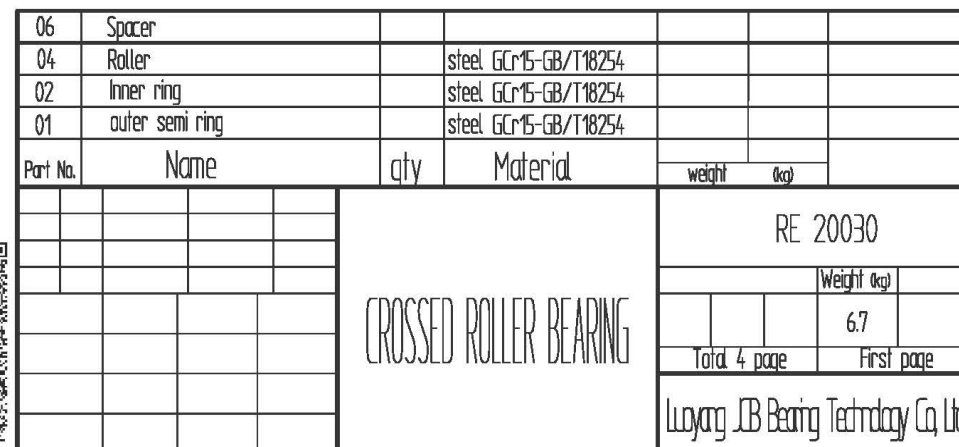 06 Spacer
04 Roller steel GCr15-GB/T18254
02 Inner ring steel GCr15-GB/T18254
01 outer semi ring steel GCr15-GB/T18254
Part No. Name qty Material weight (kg)
RE 20030
Weight (kg)
CROSSED ROLLER BEARING
6.7
Total 4 page First page
Luoyang JCB Bearing Technology Co, Ltd